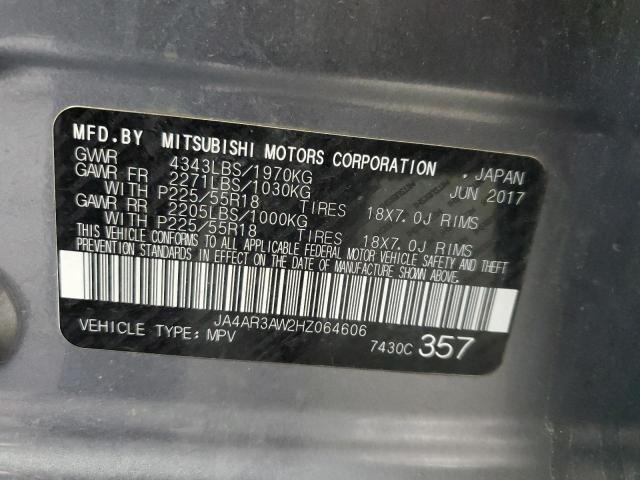 MFD.BY MITSUBISHI MOTORS CORPORATION . JAPAN
GVWR 4343LBS/1970KG JUN 2017
GAWR FR 2271LBS/1030KG
WITH P225/55R18 TIRES 18X7.0J RIMS
GAWR RR 2205LBS/1000KG
WITH P225/55R18 TIRES 18X7.0J RIMS
THIS VEHICLE CONFORMS TO ALL APPLICABLE FEDERAL MOTOR VEHICLE SAFETY AND THEFT
PREVENTION STANDARDS IN EFFECT ON THE DATE OF MANUFACTURE SHOWN ABOVE.
JA4AR3AW2HZ064606
VEHICLE TYPE: MPV 7430C 357